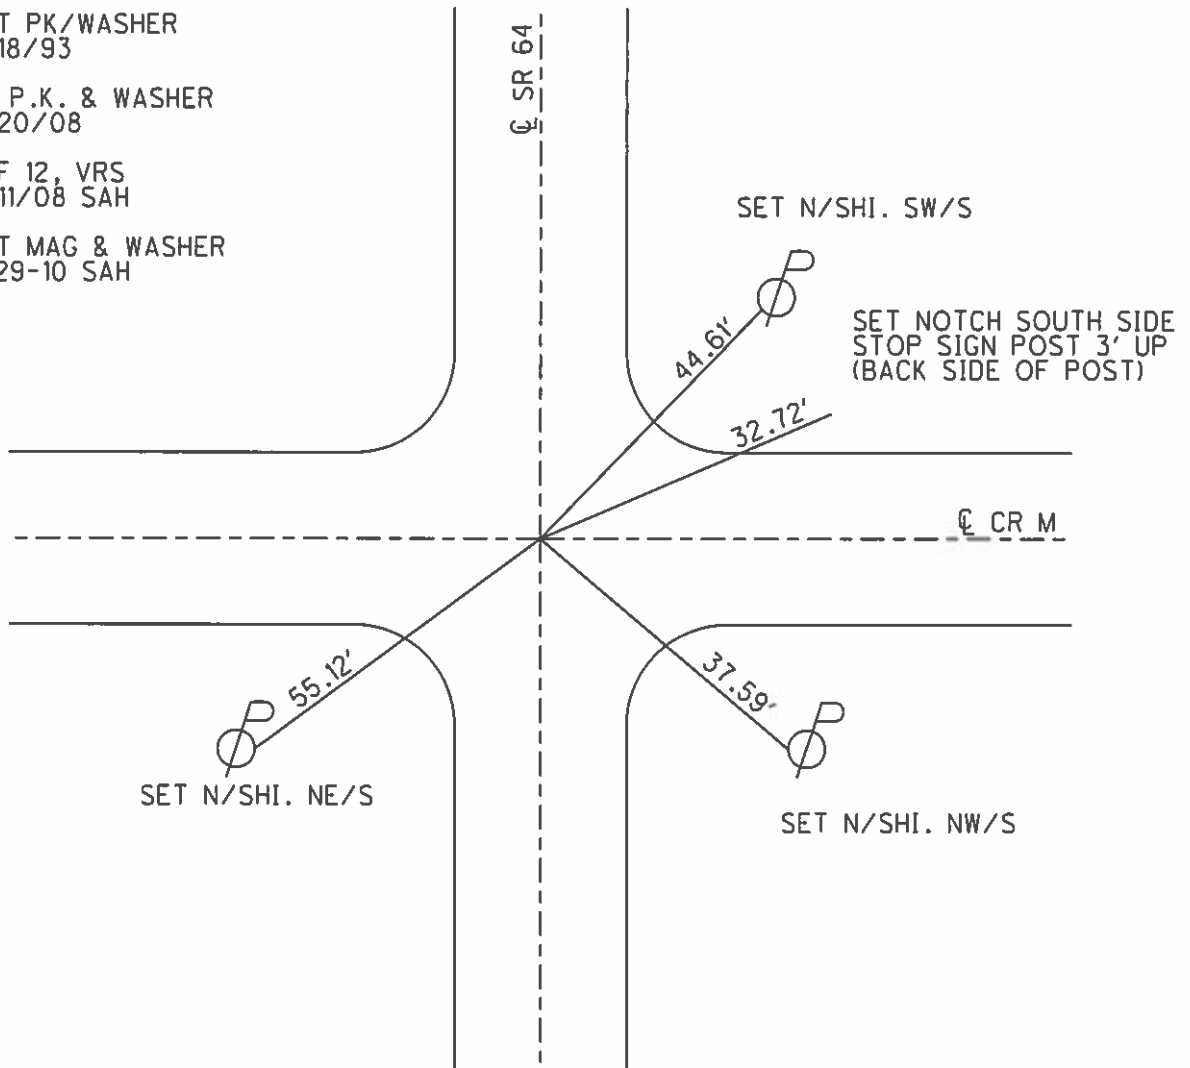 T PK/WASHER
18/93
P.K. & WASHER
20/08
F 12, VRS
11/08 SAH
T MAG & WASHER
29-10 SAH
℄ SR 64
SET N/SHI. SW/S
SET NOTCH SOUTH SIDE
STOP SIGN POST 3' UP
(BACK SIDE OF POST)
44.61'
32.72'
℄ CR M
55.12'
37.59'
SET N/SHI. NE/S
SET N/SHI. NW/S